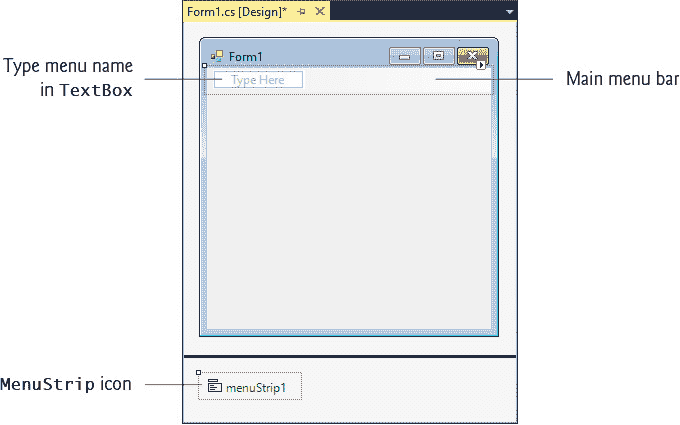 Form1.cs [Design]*
Form1
Type menu name
in TextBox
Type Here
Main menu bar
MenuStrip icon
menuStrip1